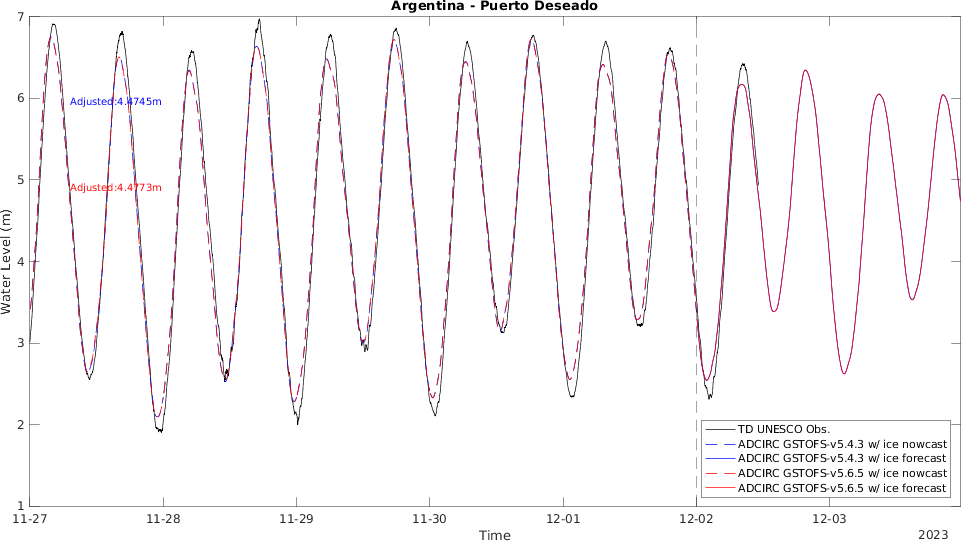 Argentina - Puerto Deseado
7
6
5
4
3
2
1
Water Level (m)
Adjusted:4.4745m
Adjusted:4.4773m
TD UNESCO Obs.
ADCIRC GSTOFS-v5.4.3 w/ ice nowcast
ADCIRC GSTOFS-v5.4.3 w/ ice forecast
ADCIRC GSTOFS-v5.6.5 w/ ice nowcast
ADCIRC GSTOFS-v5.6.5 w/ ice forecast
11-27 11-28 11-29 11-30 12-01 12-02 12-03
Time
2023